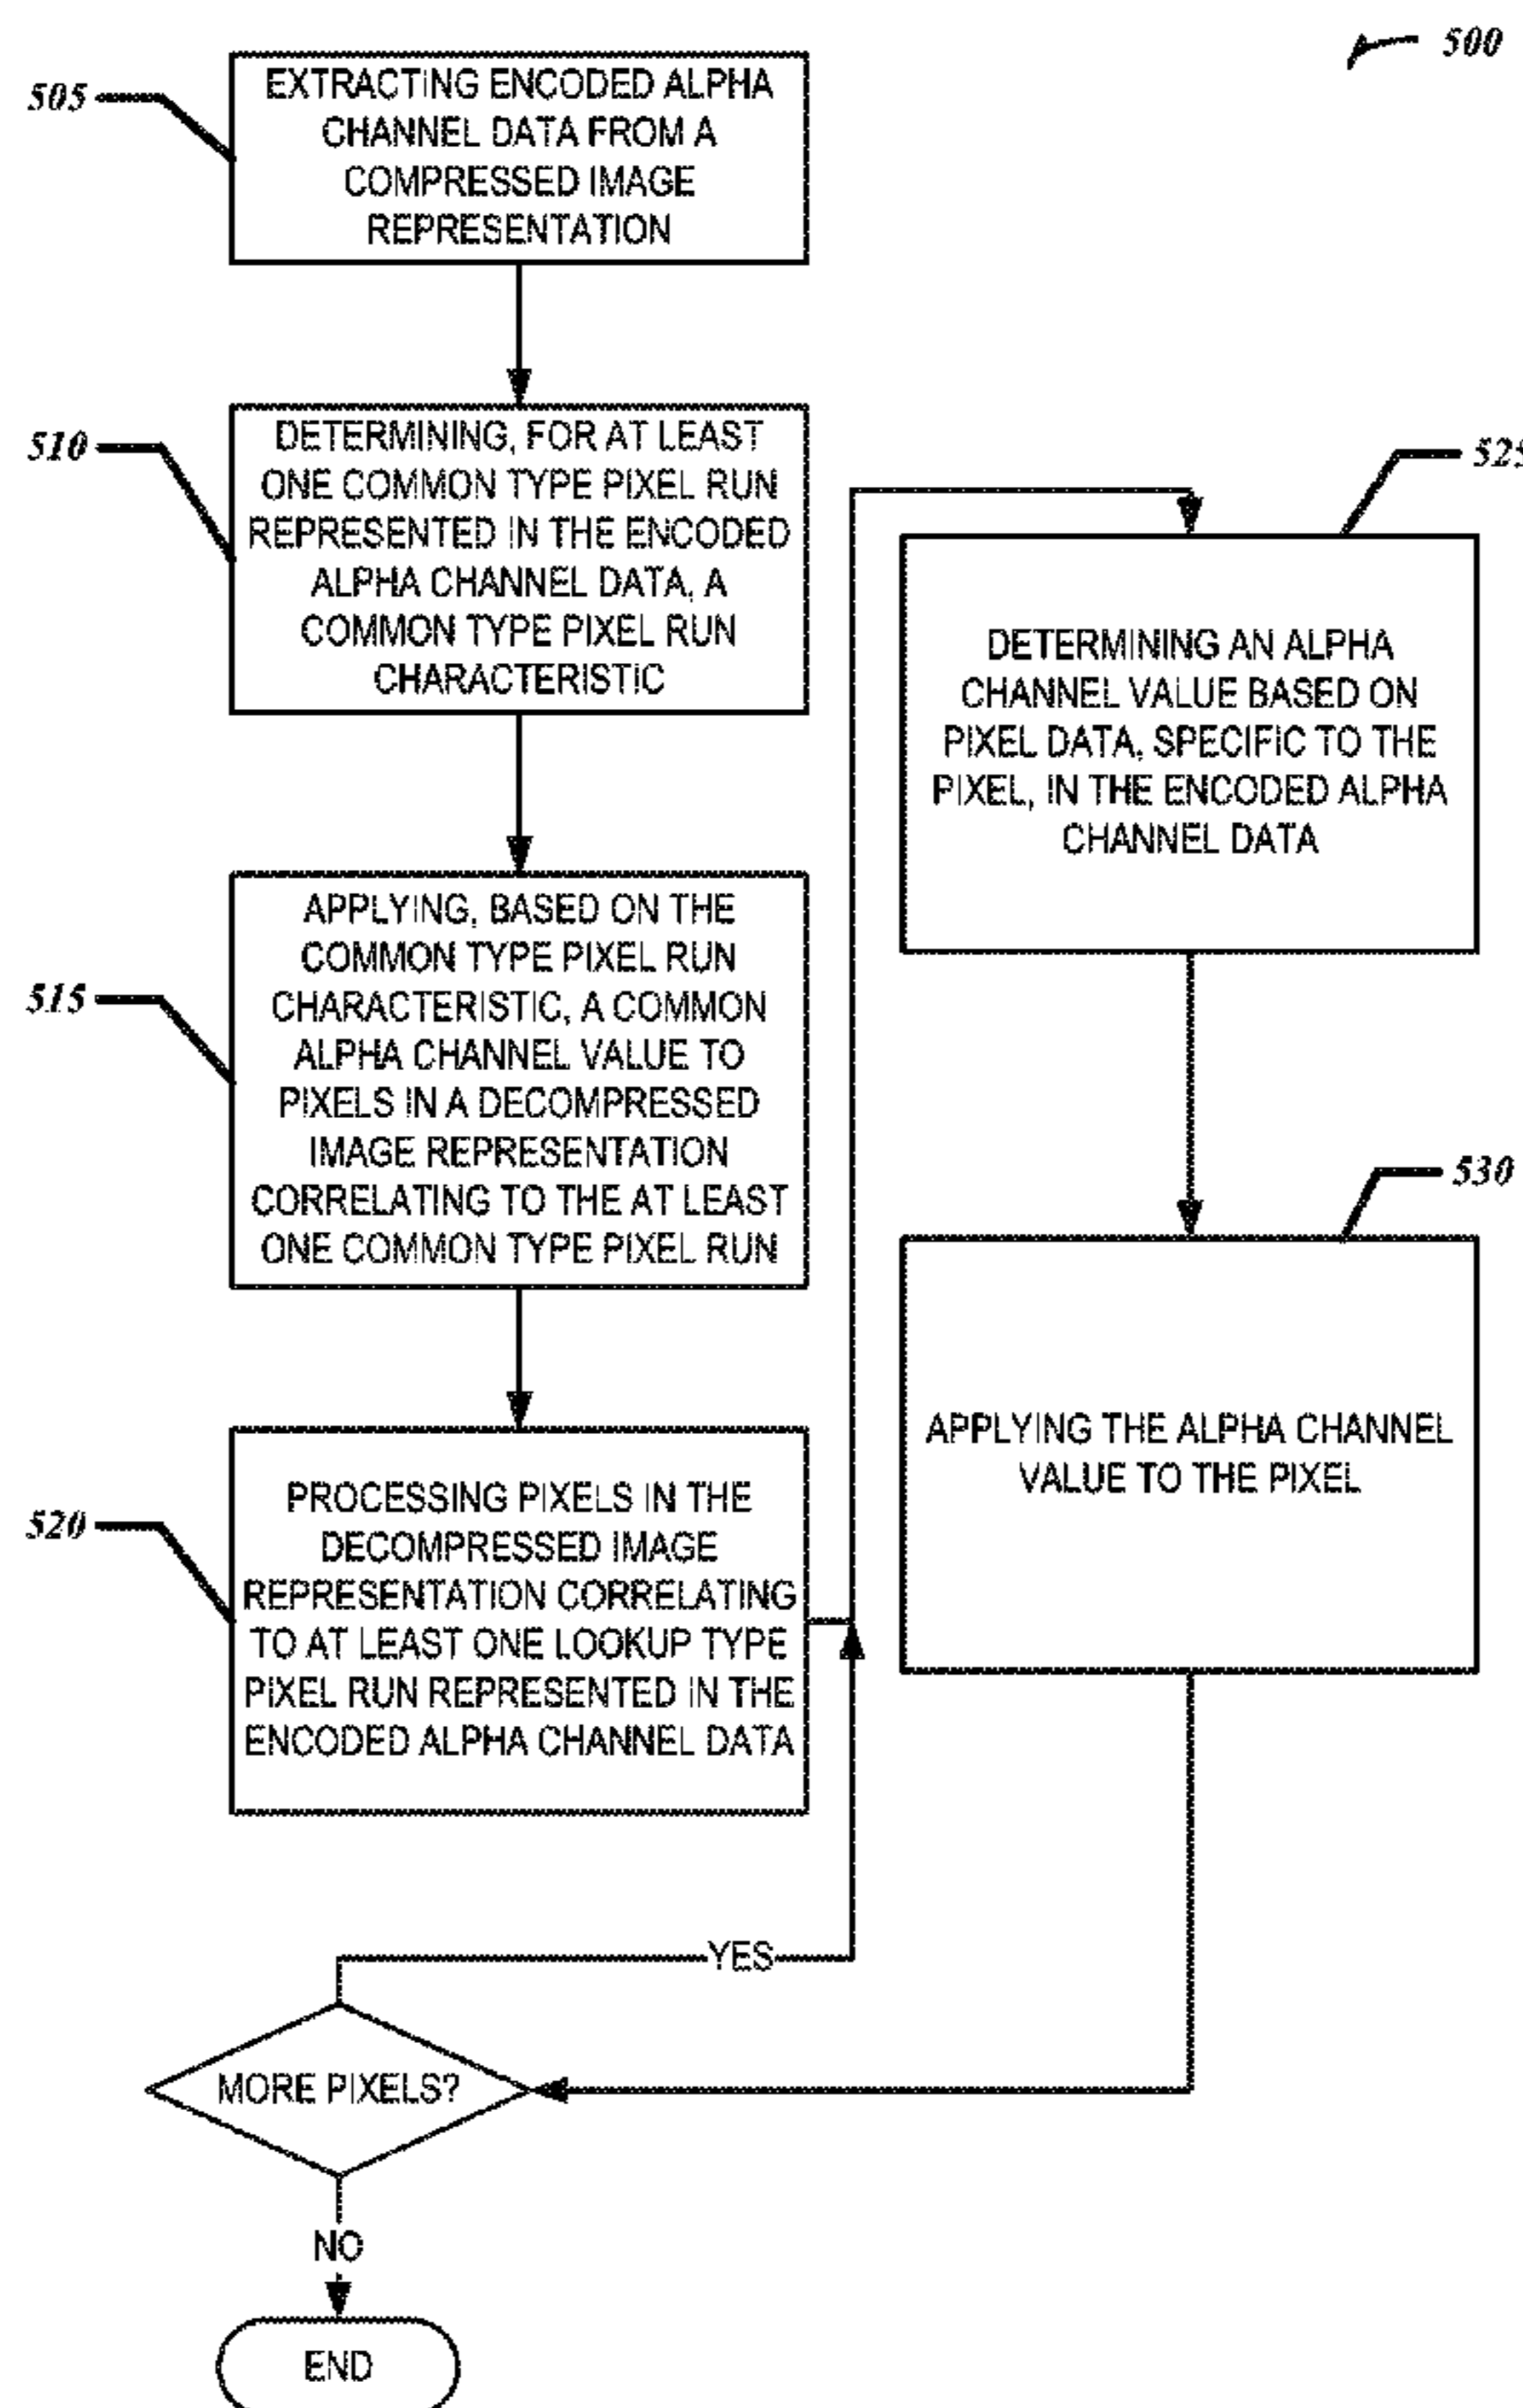 500
505
EXTRACTING ENCODED ALPHA
CHANNEL DATA FROM A
COMPRESSED IMAGE
REPRESENTATION
510
DETERMINING, FOR AT LEAST
ONE COMMON TYPE PIXEL RUN
REPRESENTED IN THE ENCODED
ALPHA CHANNEL DATA, A
COMMON TYPE PIXEL RUN
CHARACTERISTIC
515
APPLYING, BASED ON THE
COMMON TYPE PIXEL RUN
CHARACTERISTIC, A COMMON
ALPHA CHANNEL VALUE TO
PIXELS IN A DECOMPRESSED
IMAGE REPRESENTATION
CORRELATING TO THE AT LEAST
ONE COMMON TYPE PIXEL RUN
520
PROCESSING PIXELS IN THE
DECOMPRESSED IMAGE
REPRESENTATION CORRELATING
TO AT LEAST ONE LOOKUP TYPE
PIXEL RUN REPRESENTED IN THE
ENCODED ALPHA CHANNEL DATA
525
DETERMINING AN ALPHA
CHANNEL VALUE BASED ON
PIXEL DATA, SPECIFIC TO THE
PIXEL, IN THE ENCODED ALPHA
CHANNEL DATA
530
APPLYING THE ALPHA CHANNEL
VALUE TO THE PIXEL
YES
MORE PIXELS?
NO
END